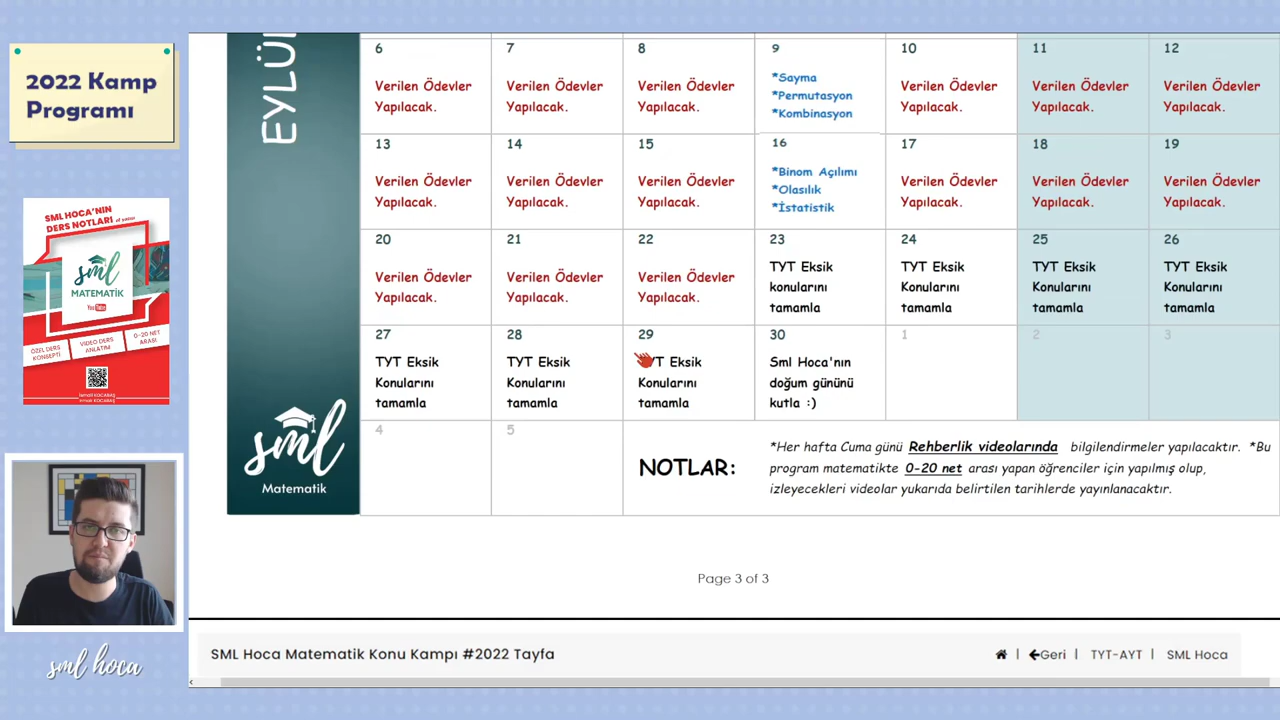 2022 Kamp
Programı
SML HOCA'NIN
DERS NOTLARI
sml
MATEMATİK
YouTube
ÖZEL DERS
KONSEPTİ
VIDEO DERS
ANLATIM
0-20 NET
ARASI
sml hoca
EYLÜ
sml
Matematik
6 7 8 9 10 11 12
Verilen Ödevler
Yapılacak.
Verilen Ödevler
Yapılacak.
Verilen Ödevler
Yapılacak.
*Sayma
*Permutasyon
*Kombinasyon
Verilen Ödevler
Yapılacak.
Verilen Ödevler
Yapılacak.
Verilen Ödevler
Yapılacak.
13 14 15 16 17 18 19
Verilen Ödevler
Yapılacak.
Verilen Ödevler
Yapılacak.
Verilen Ödevler
Yapılacak.
*Binom Açılımı
*Olasılık
*İstatistik
Verilen Ödevler
Yapılacak.
Verilen Ödevler
Yapılacak.
Verilen Ödevler
Yapılacak.
20 21 22 23 24 25 26
Verilen Ödevler
Yapılacak.
Verilen Ödevler
Yapılacak.
Verilen Ödevler
Yapılacak.
TYT Eksik
konularını
tamamla
TYT Eksik
Konularını
tamamla
TYT Eksik
Konularını
tamamla
TYT Eksik
Konularını
tamamla
27 28 29 30 1 2 3
TYT Eksik
Konularını
tamamla
TYT Eksik
Konularını
tamamla
Eksik
Konularını
tamamla
Sml Hoca'nın
doğum gününü
kutla :)
4 5
NOTLAR:
*Her hafta Cuma günü Rehberlik videolarında bilgilendirmeler yapılacaktır. *Bu
program matematikte 0-20 net arası yapan öğrenciler için yapılmış olup,
izleyecekleri videolar yukarıda belirtilen tarihlerde yayınlanacaktır.
Page 3 of 3
SML Hoca Matematik Konu Kampı #2022 Tayfa
| Geri | TYT-AYT | SML Hoca